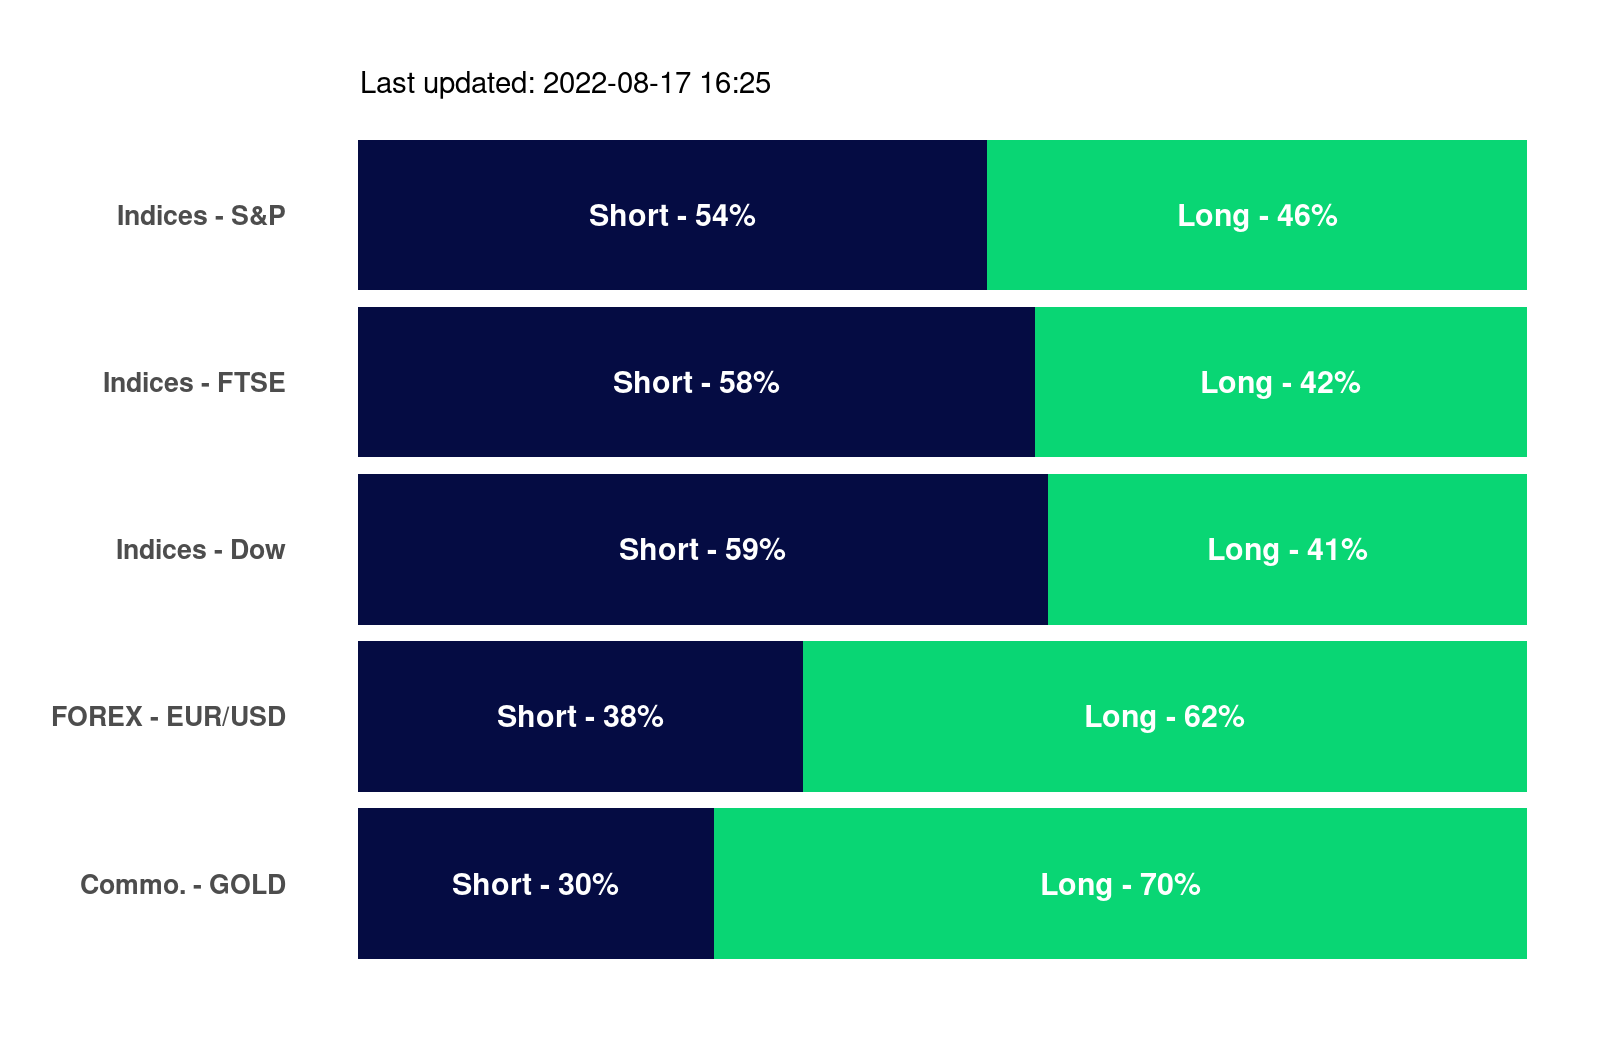 Last updated: 2022-08-17 16:25
Indices - S&P Short - 54% Long - 46%
Indices - FTSE Short - 58% Long - 42%
Indices - Dow Short - 59% Long - 41%
FOREX - EUR/USD Short - 38% Long - 62%
Commo. - GOLD Short - 30% Long - 70%